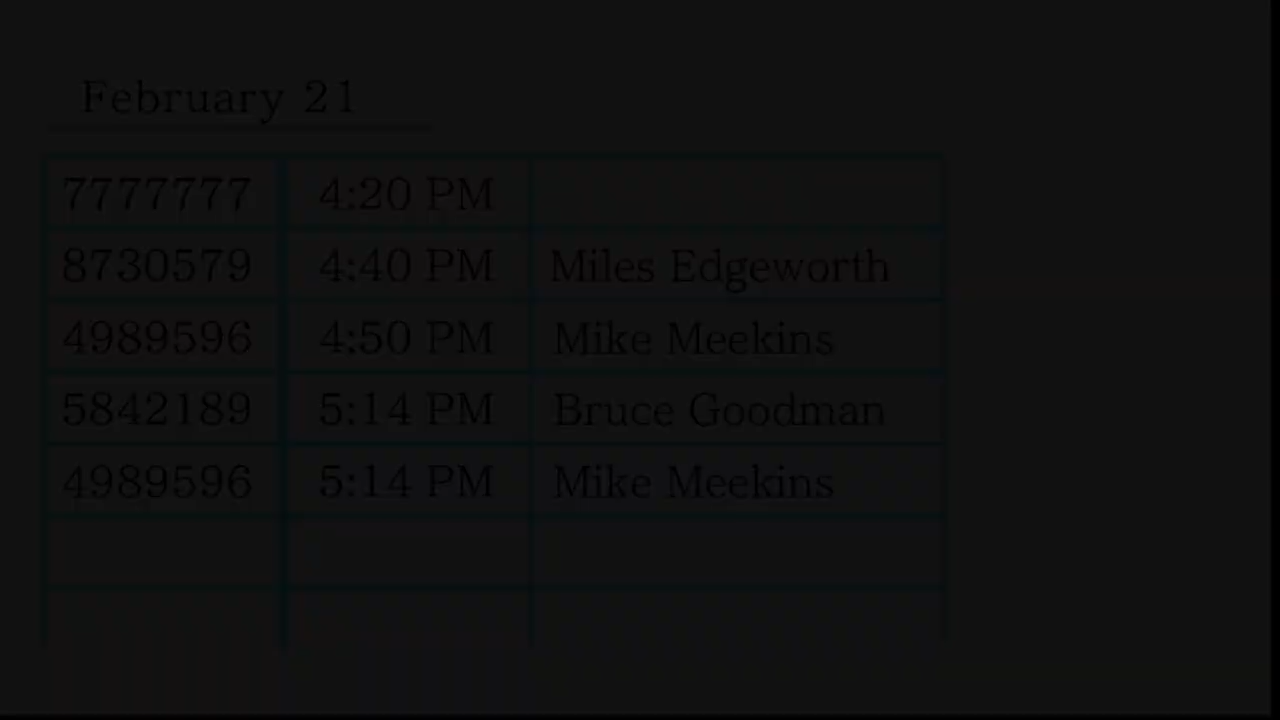 February 21
7777777 4:20 PM
8730579 4:40 PM Miles Edgeworth
4989596 4:50 PM Mike Meekins
5842189 5:14 PM Bruce Goodman
4989596 5:14 PM Mike Meekins